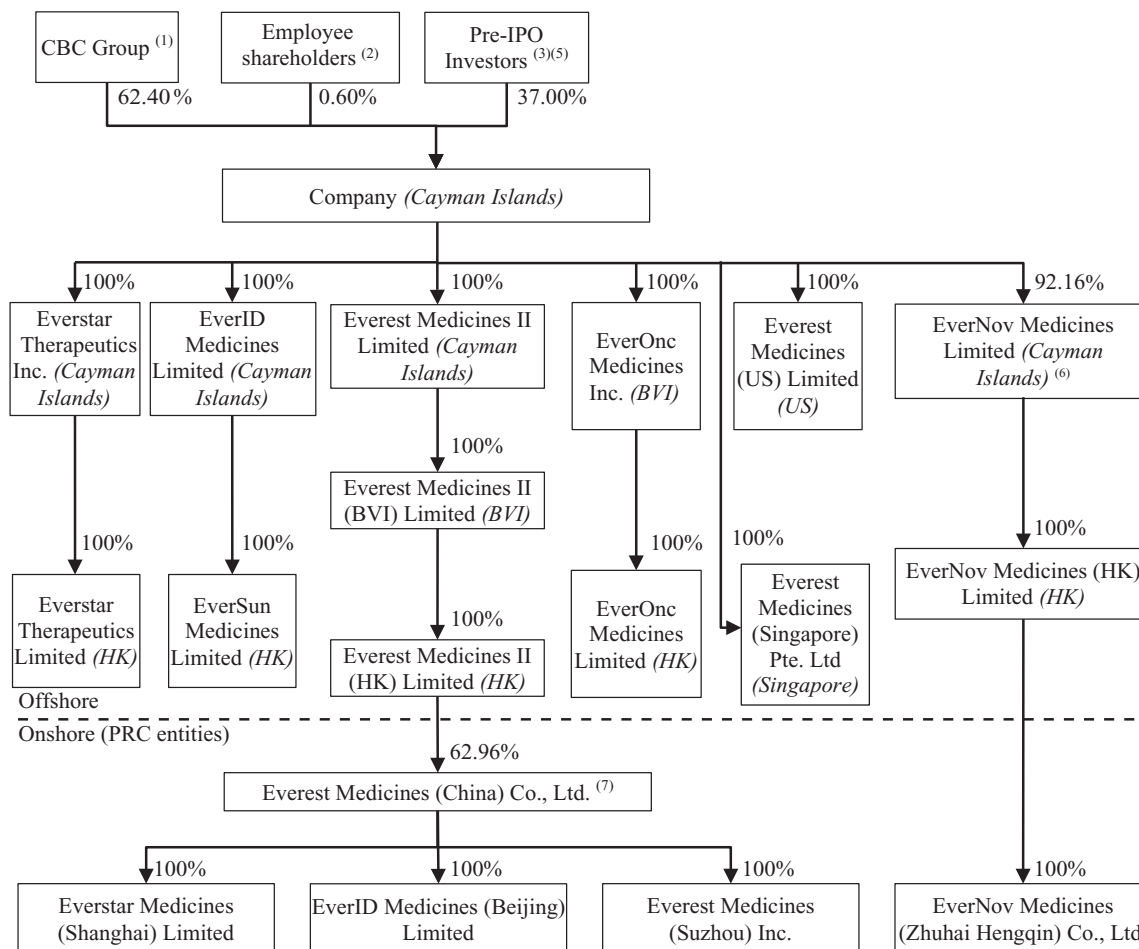 CBC Group (1)
Employee
shareholders (2)
Pre-IPO
Investors (3)(5)
62.40%
0.60%
37.00%
Company (Cayman Islands)
100%
100%
100%
100%
100%
92.16%
Everstar
Therapeutics
Inc. (Cayman
Islands)
EverID
Medicines
Limited (Cayman
Islands)
Everest Medicines II
Limited (Cayman
Islands)
EverOnc
Medicines
Inc. (BVI)
Everest
Medicines
(US) Limited
(US)
EverNov Medicines
Limited (Cayman
Islands) (6)
100%
Everest Medicines II
(BVI) Limited (BVI)
100%
100%
100%
100%
100%
100%
Everstar
Therapeutics
Limited (HK)
EverSun
Medicines
Limited (HK)
Everest Medicines II
(HK) Limited (HK)
EverOnc
Medicines
Limited (HK)
Everest
Medicines
(Singapore)
Pte. Ltd
(Singapore)
EverNov Medicines (HK)
Limited (HK)
Offshore
Onshore (PRC entities)
62.96%
Everest Medicines (China) Co., Ltd. (7)
100%
100%
100%
100%
Everstar Medicines
(Shanghai) Limited
EverID Medicines (Beijing)
Limited
Everest Medicines
(Suzhou) Inc.
EverNov Medicines
(Zhuhai Hengqin) Co., Ltd